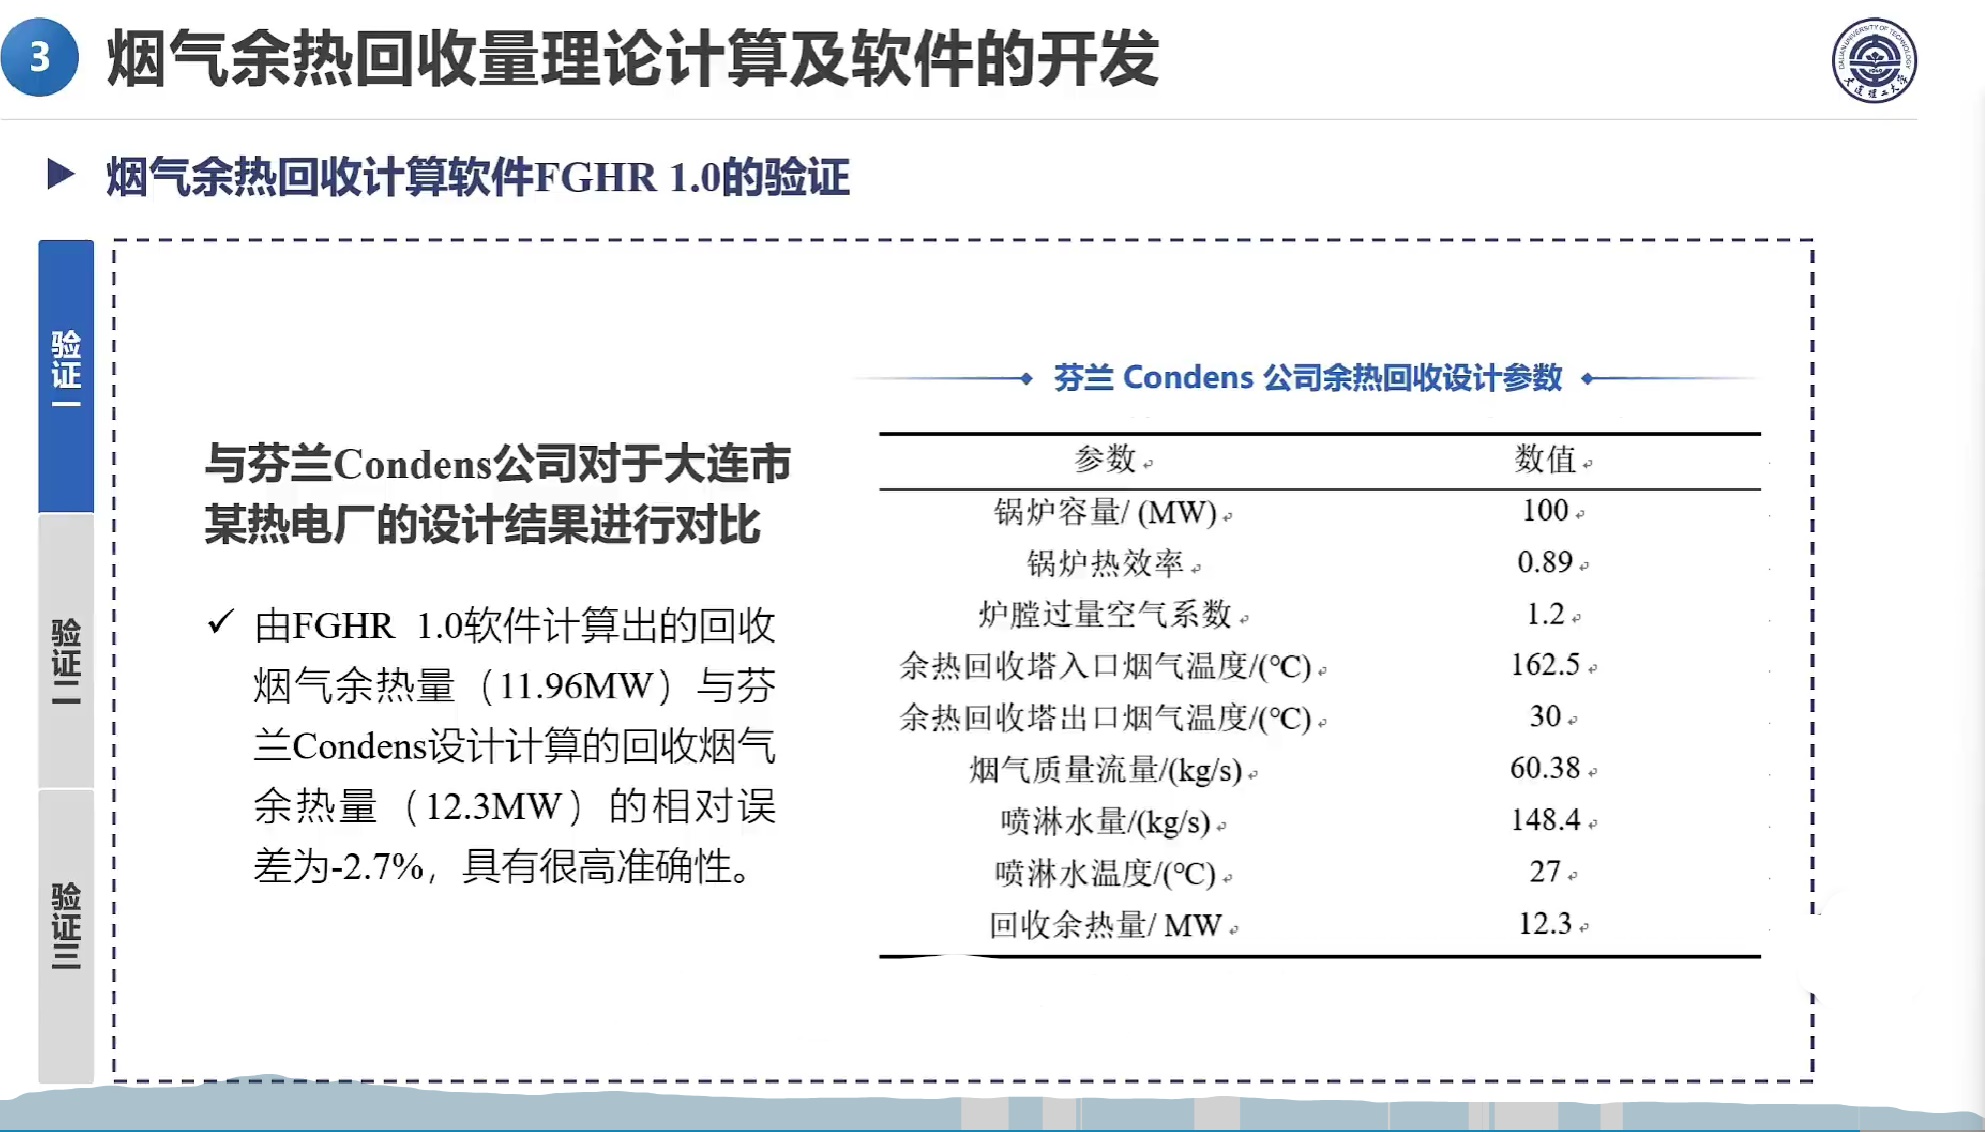 3
烟气余热回收量理论计算及软件的开发
DALIAN UNIVERSITY OF TECHNOLOGY
大连理工大学
烟气余热回收计算软件FGHR 1.0的验证
验证一
验证二
验证三
与芬兰Condens公司对于大连市
某热电厂的设计结果进行对比
✓ 由FGHR 1.0软件计算出的回收
烟气余热量（11.96MW）与芬
兰Condens设计计算的回收烟气
余热量（12.3MW）的相对误
差为-2.7%，具有很高准确性。
芬兰 Condens 公司余热回收设计参数
参数 数值
锅炉容量/ (MW) 100
锅炉热效率 0.89
炉膛过量空气系数 1.2
余热回收塔入口烟气温度/(℃) 162.5
余热回收塔出口烟气温度/(℃) 30
烟气质量流量/(kg/s) 60.38
喷淋水量/(kg/s) 148.4
喷淋水温度/(℃) 27
回收余热量/ MW 12.3